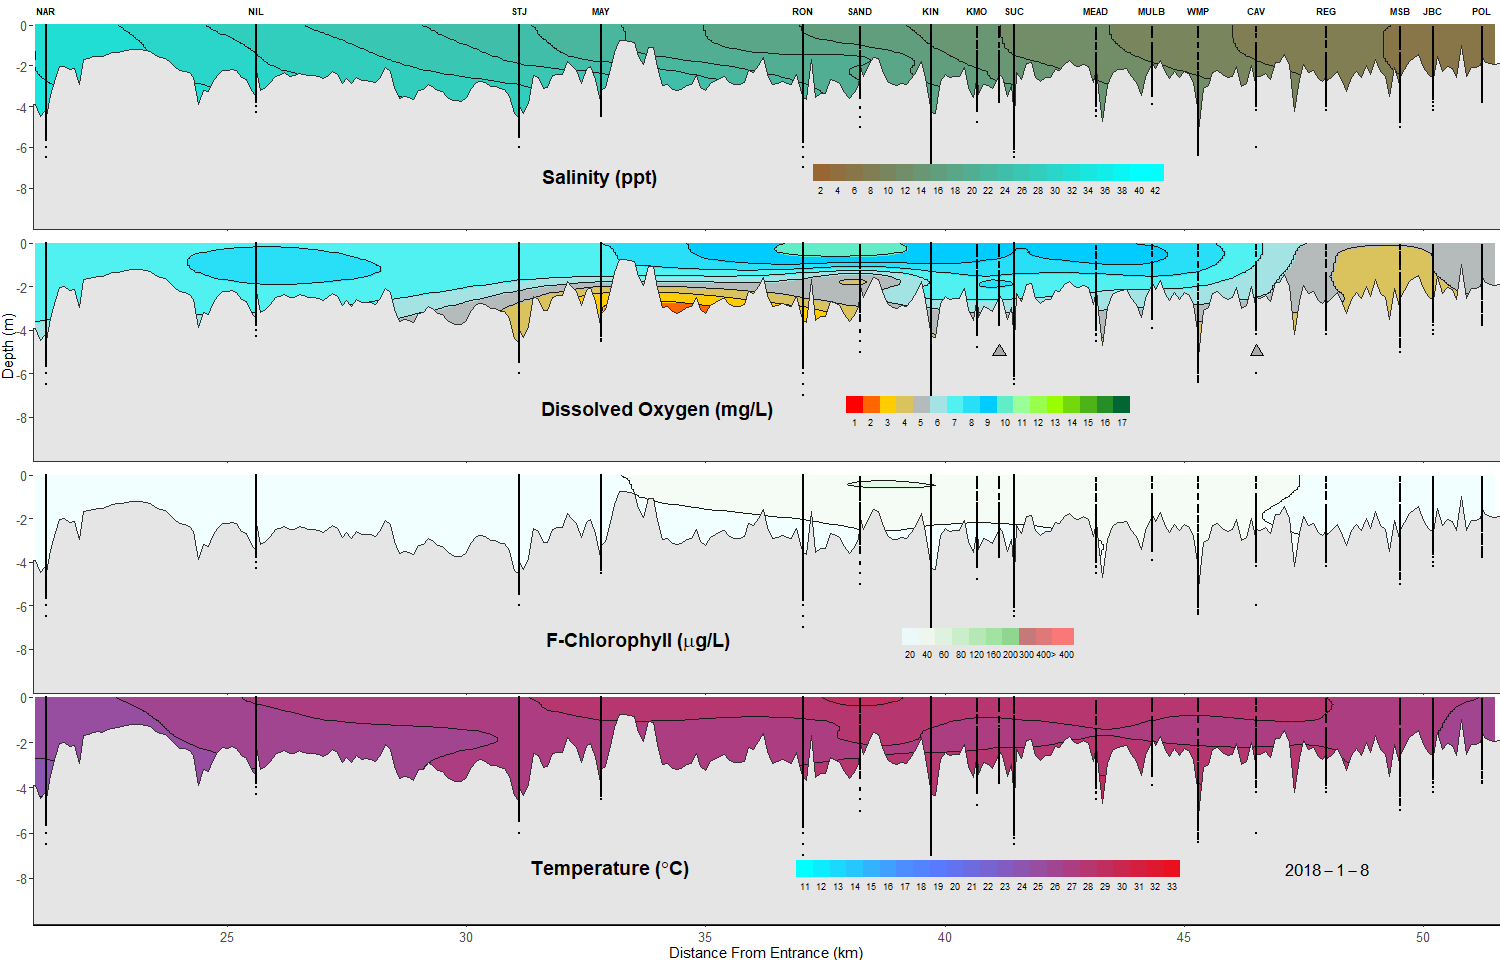 NAR NIL STJ MAY RON SAND KIN KMO SUC MEAD MULB WMP CAV REG MSB JBC POL
0
-2
-4
-6
-8
Salinity (ppt)
2 4 6 8 10 12 14 16 18 20 22 24 26 28 30 32 34 36 38 40 42
0
-2
-4
-6
-8
Depth (m)
Dissolved Oxygen (mg/L)
1 2 3 4 5 6 7 8 9 10 11 12 13 14 15 16 17
0
-2
-4
-6
-8
F-Chlorophyll (µg/L)
20 40 60 80 120 160 200 300 400 > 400
0
-2
-4
-6
-8
Temperature (°C)
11 12 13 14 15 16 17 18 19 20 21 22 23 24 25 26 27 28 29 30 31 32 33
2018 – 1 – 8
25 30 35 40 45 50
Distance From Entrance (km)